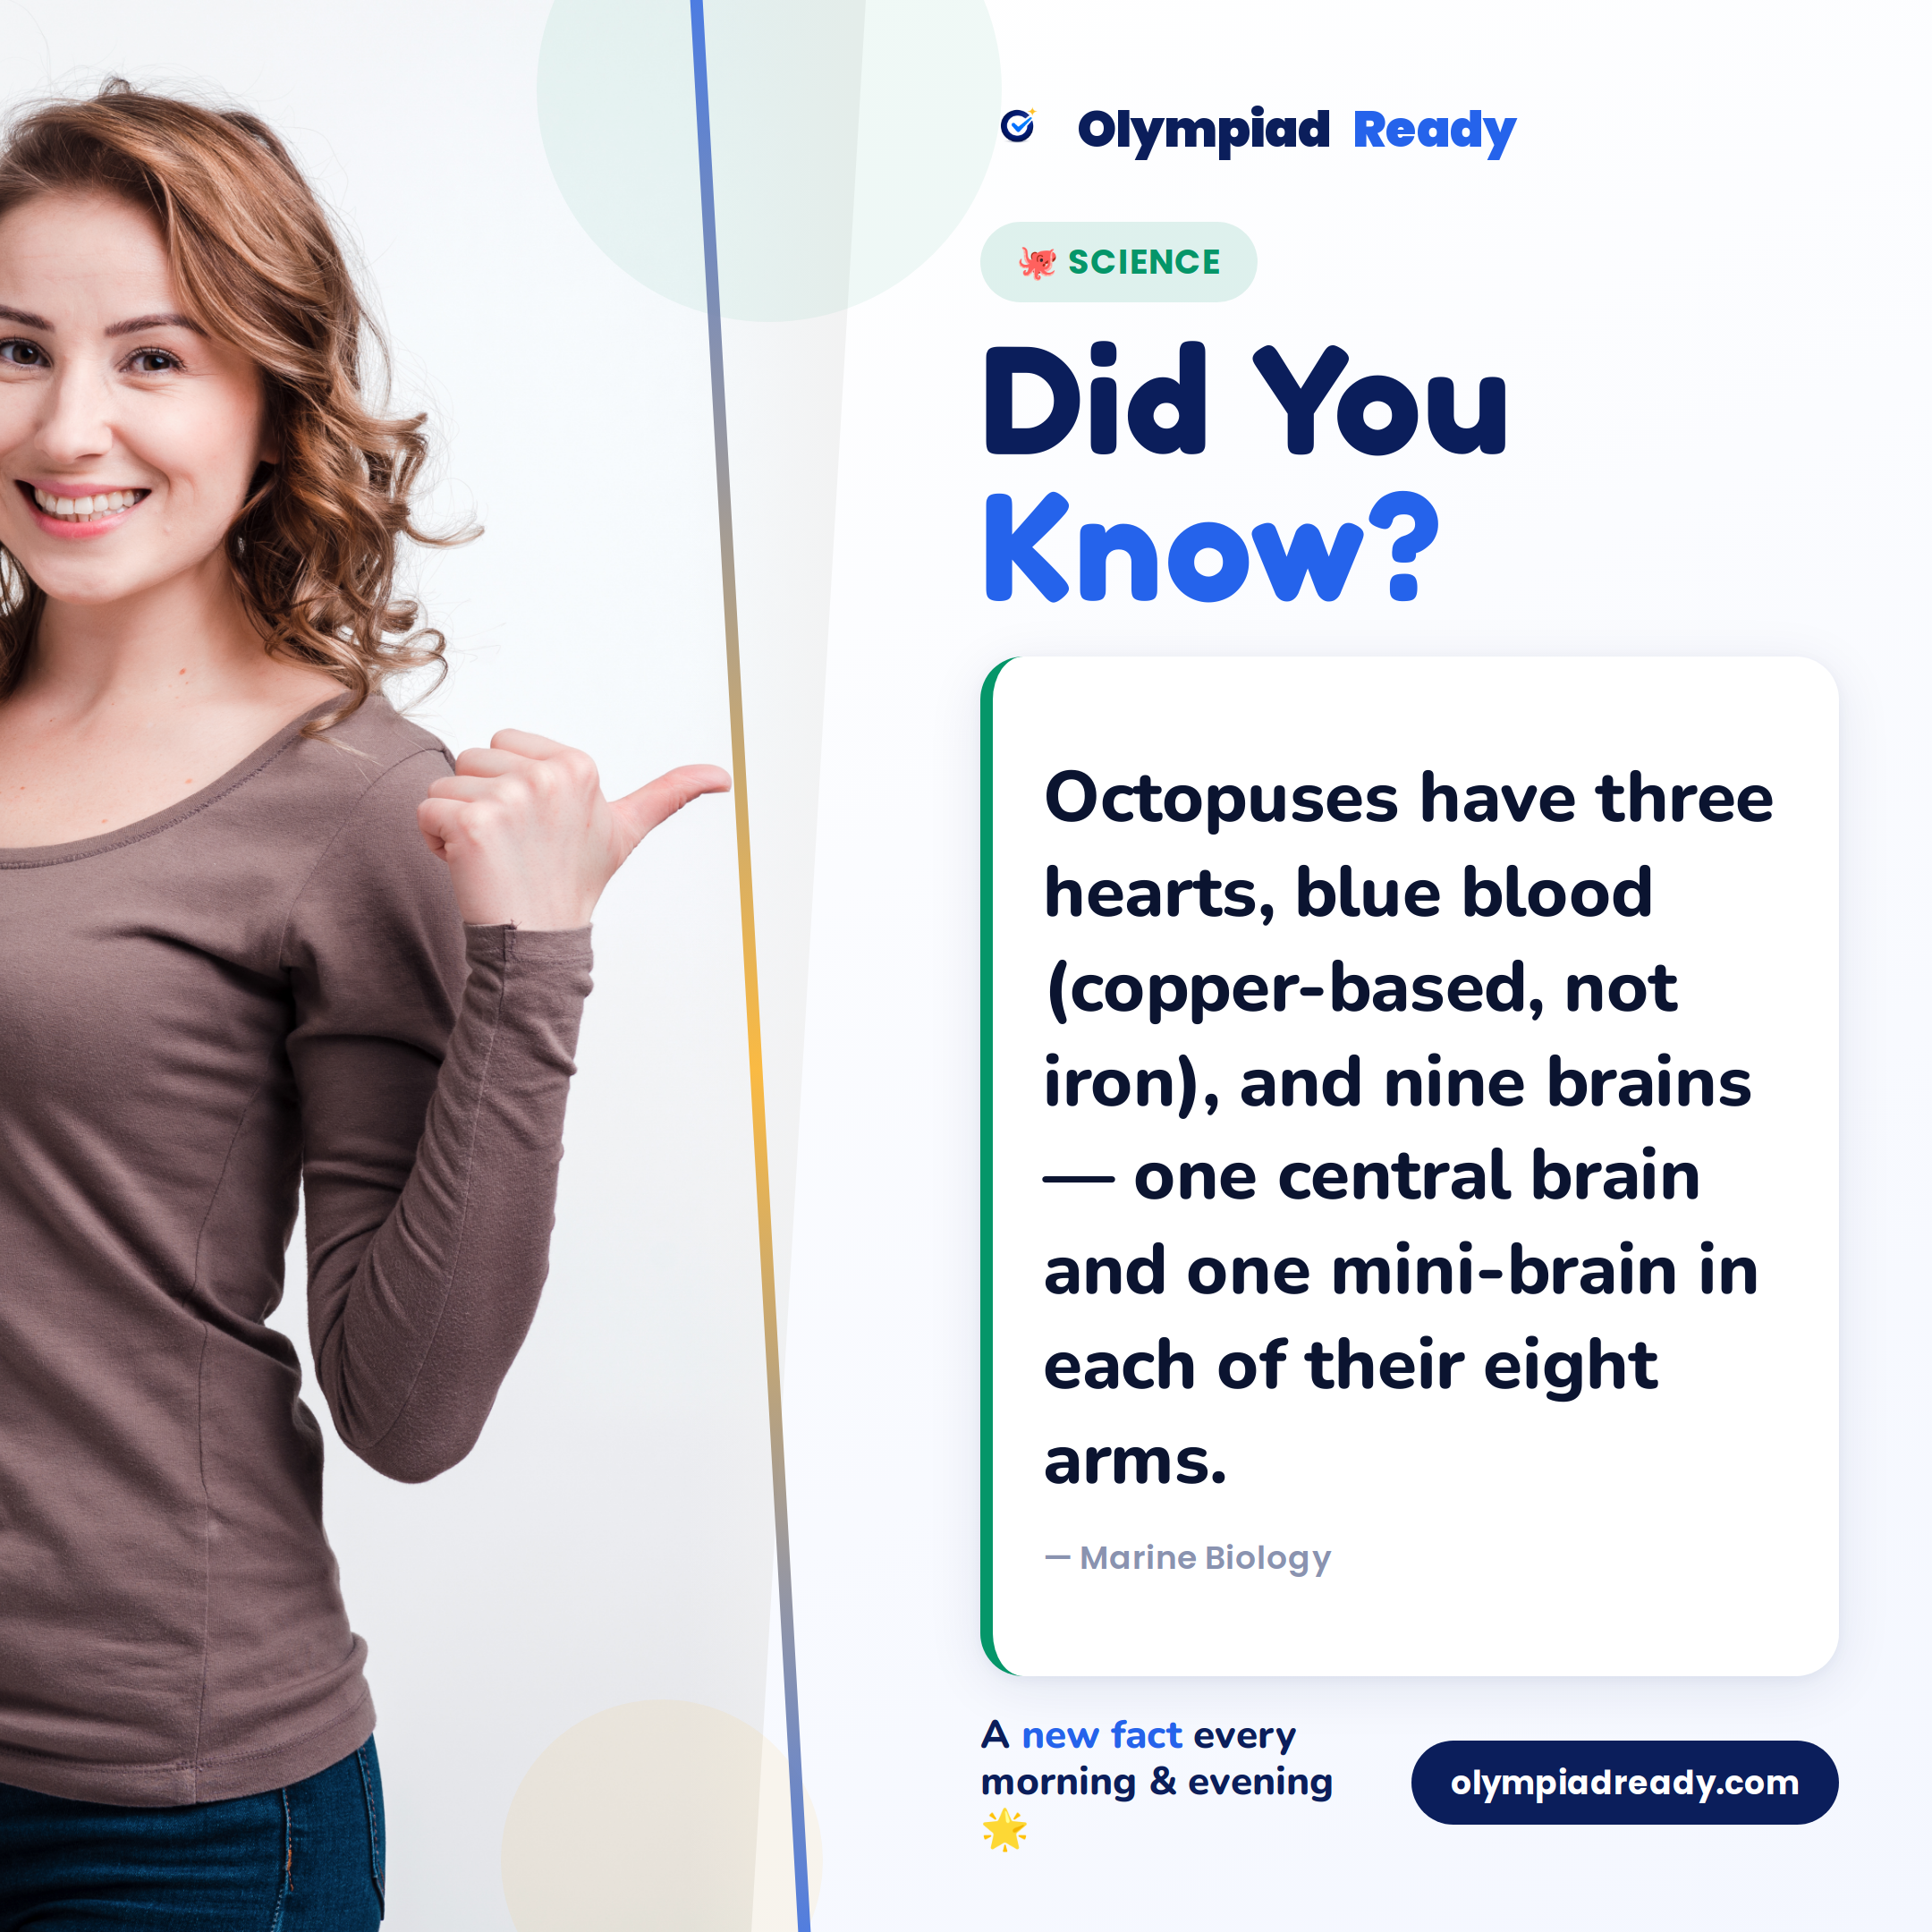 Olympiad Ready
🐙 SCIENCE
Did You
Know?
Octopuses have three
hearts, blue blood
(copper-based, not
iron), and nine brains
— one central brain
and one mini-brain in
each of their eight
arms.
— Marine Biology
A new fact every
morning & evening
🌟
olympiadready.com